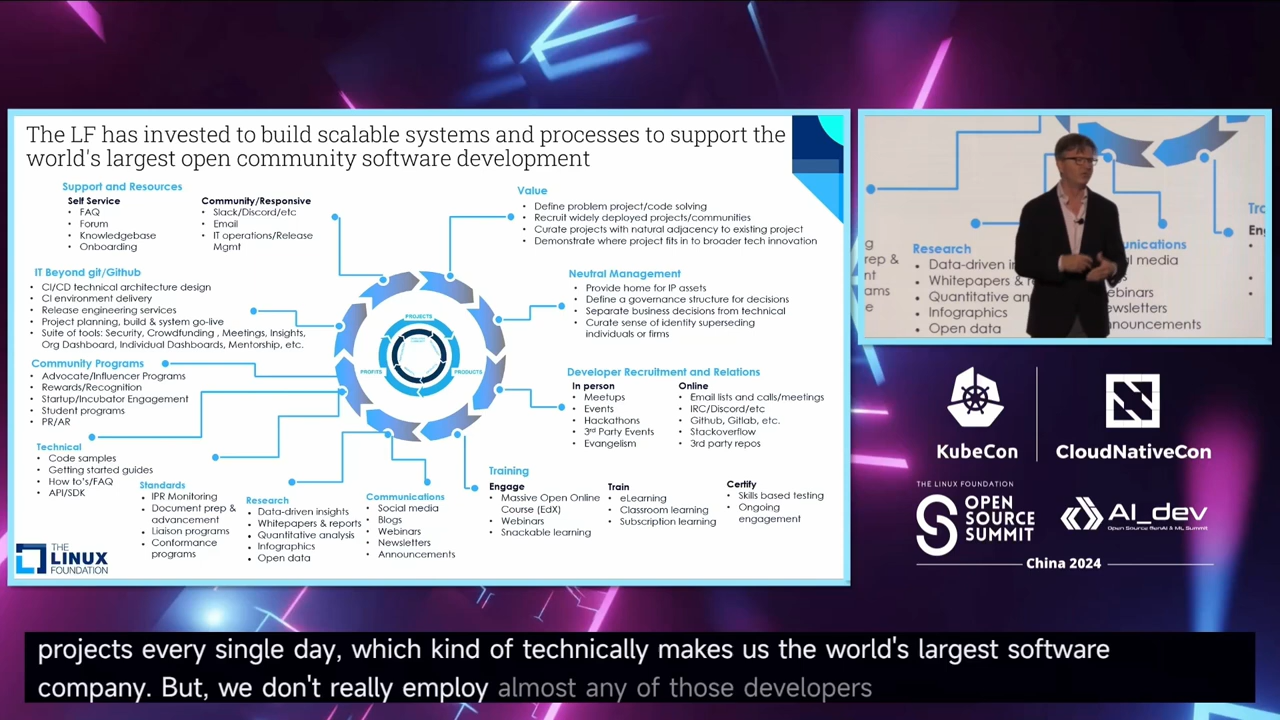 The LF has invested to build scalable systems and processes to support the
world's largest open community software development
Support and Resources
Self Service
• FAQ
• Forum
• Knowledgebase
• Onboarding
Community/Responsive
• Slack/Discord/etc
• Email
• IT operations/Release
Mgmt
Value
• Define problem project/code solving
• Recruit widely deployed projects/communities
• Curate projects with natural adjacency to existing project
• Demonstrate where project fits in to broader tech innovation
IT Beyond git/Github
• CI/CD technical architecture design
• CI environment delivery
• Release engineering services
• Project planning, build & system go-live
• Suite of tools: Security, Crowdfunding , Meetings, Insights,
Org Dashboard, Individual Dashboards, Mentorship, etc.
Neutral Management
• Provide home for IP assets
• Define a governance structure for decisions
• Separate business decisions from technical
• Curate sense of identity superseding
individuals or firms
PROJECTS
PROFITS
PRODUCTS
Community Programs
• Advocate/Influencer Programs
• Rewards/Recognition
• Startup/Incubator Engagement
• Student programs
• PR/AR
Developer Recruitment and Relations
In person
• Meetups
• Events
• Hackathons
• 3rd Party Events
• Evangelism
Online
• Email lists and calls/meetings
• IRC/Discord/etc
• Github, Gitlab, etc.
• Stackoverflow
• 3rd party repos
Technical
• Code samples
• Getting started guides
• How to's/FAQ
• API/SDK
Standards
• IPR Monitoring
• Document prep &
advancement
• Liaison programs
• Conformance
programs
Research
• Data-driven insights
• Whitepapers & reports
• Quantitative analysis
• Infographics
• Open data
Communications
• Social media
• Blogs
• Webinars
• Newsletters
• Announcements
Training
Engage
• Massive Open Online
Course (EdX)
• Webinars
• Snackable learning
Train
• eLearning
• Classroom learning
• Subscription learning
Certify
• Skills based testing
• Ongoing
engagement
THE
LINUX
FOUNDATION
g
rep &
nt
ams
e
Research
• Data-driven in
• Whitepapers & r
• Quantitative an
• Infographics
• Open data
unications
al media
ebinars
ewsletters
nnouncements
Tra
En
KubeCon
CloudNativeCon
THE LINUX FOUNDATION
OPEN
SOURCE
SUMMIT
AI_dev
Open Source GenAI & ML Summit
China 2024
projects every single day, which kind of technically makes us the world's largest software
company. But, we don't really employ almost any of those developers